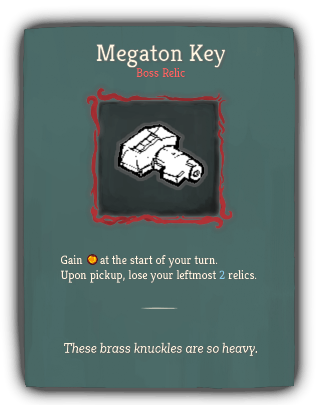 Megaton Key
Boss Relic
Gain at the start of your turn.
Upon pickup, lose your leftmost 2 relics.
These brass knuckles are so heavy.